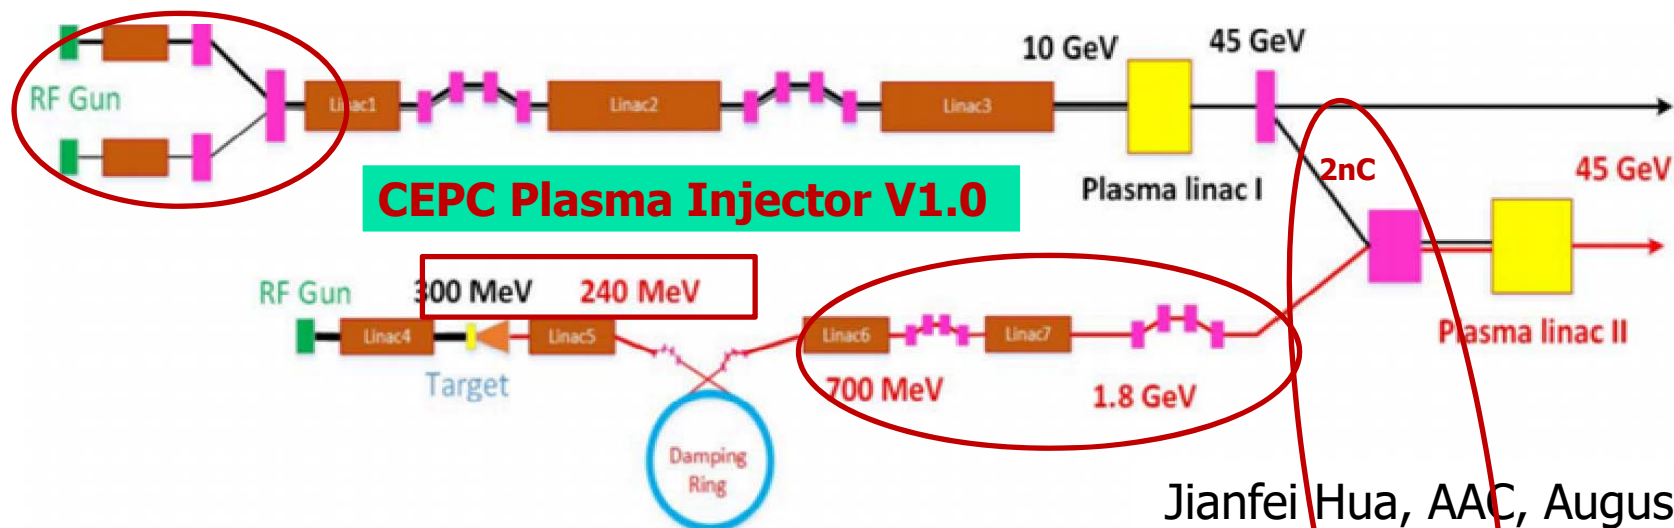 10 GeV
45 GeV
RF Gun
Linac1
Linac2
Linac3
2nC
45 GeV
Plasma linac I
CEPC Plasma Injector V1.0
RF Gun
300 MeV
240 MeV
Linac4
Linac5
Linac6
Linac7
Plasma linac II
Target
700 MeV
1.8 GeV
Damping
Ring
Jianfei Hua, AAC, Augus